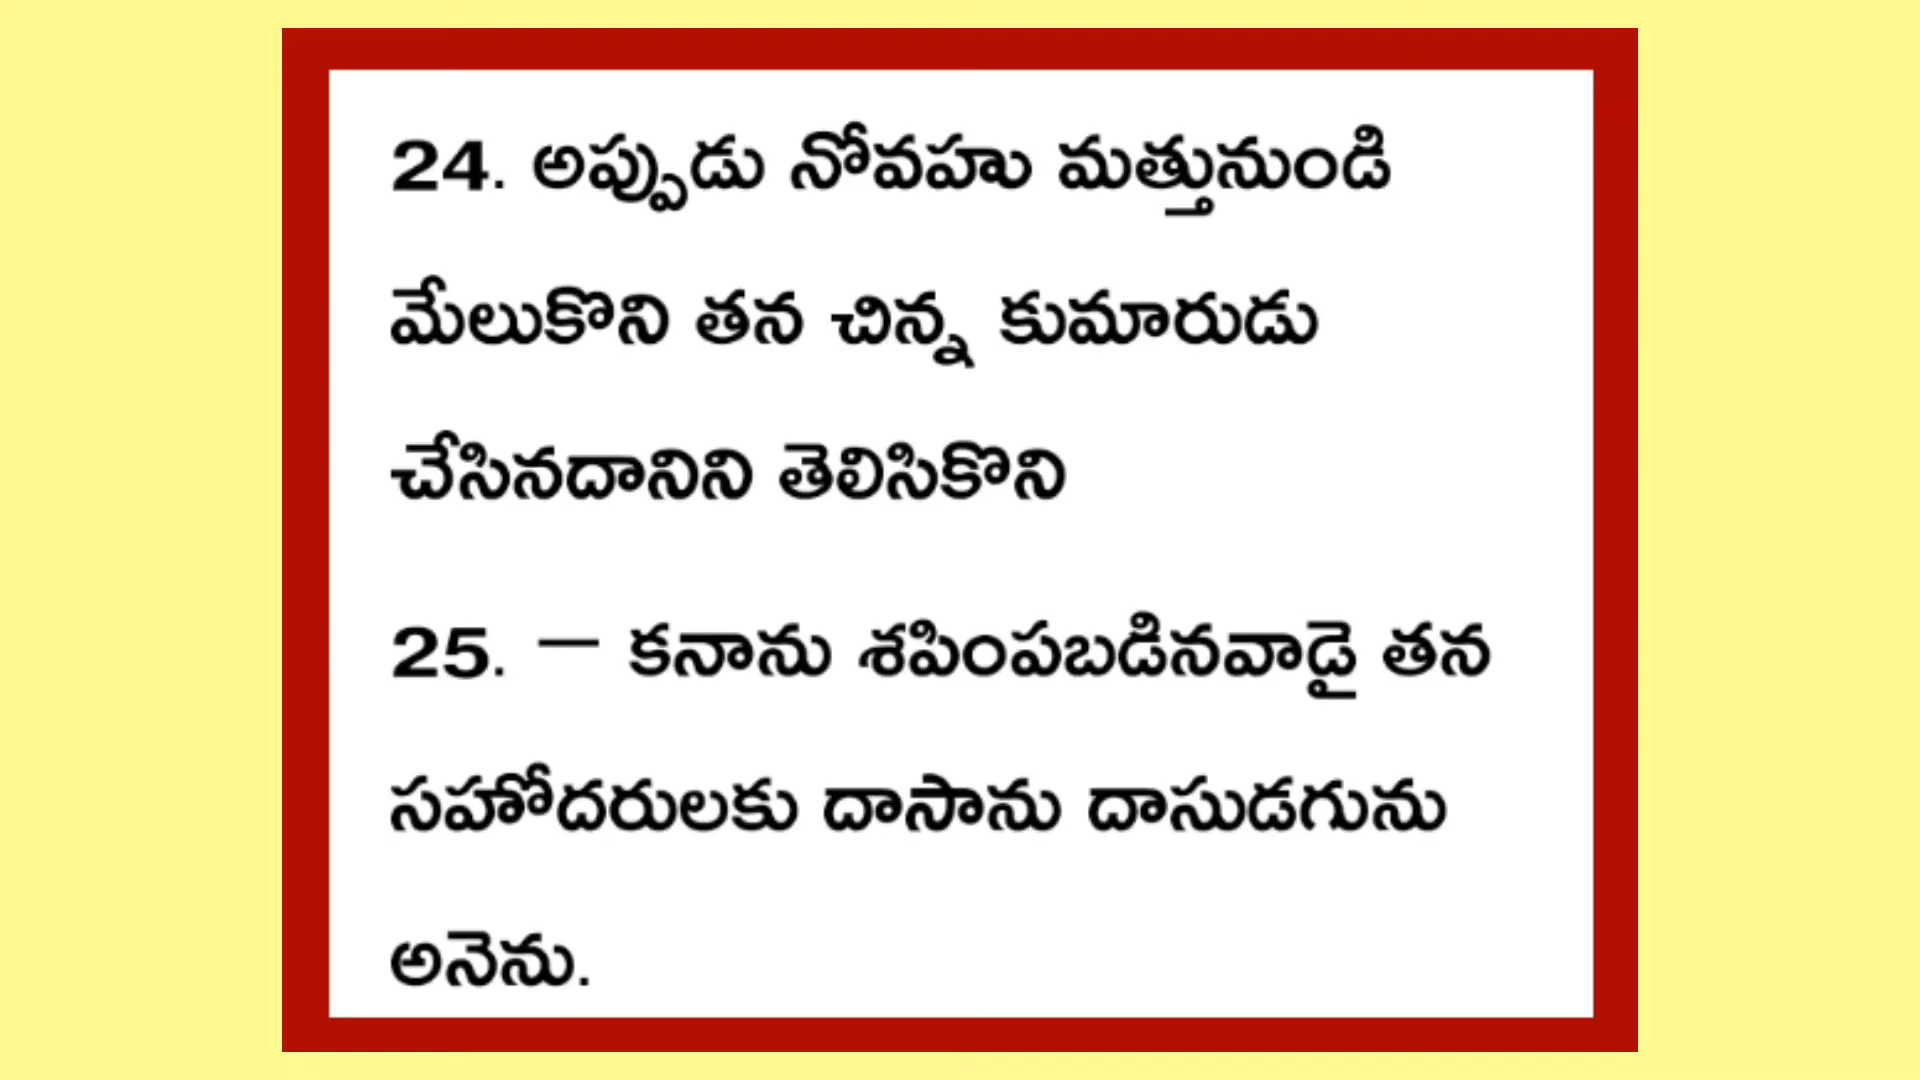 24. అప్పుడు నోవహు మత్తునుండి
మేలుకొని తన చిన్న కుమారుడు
చేసినదానిని తెలిసికొని
25. – కనాను శపింపబడినవాడై తన
సహోదరులకు దాసాను దాసుడగును
అనెను.